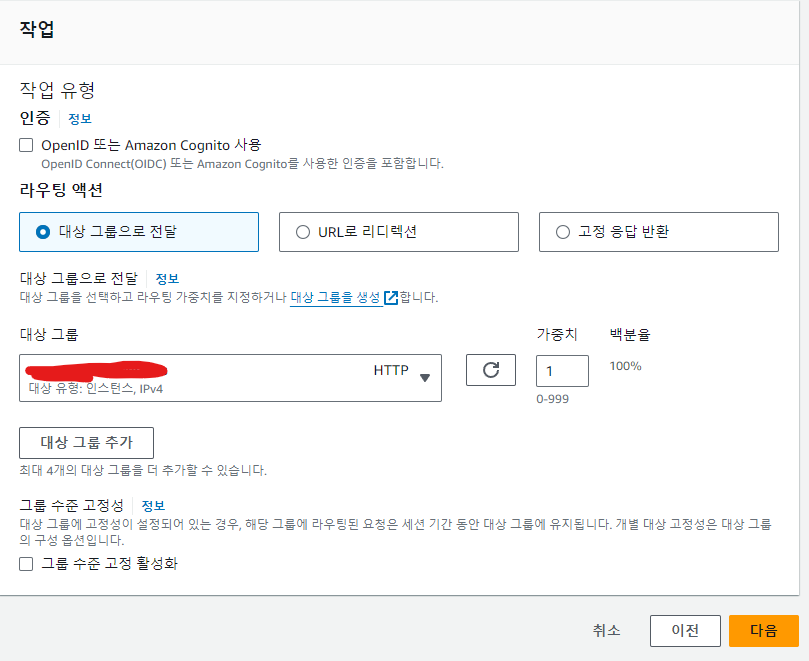 작업
작업 유형
인증 정보
OpenID 또는 Amazon Cognito 사용
OpenID Connect(OIDC) 또는 Amazon Cognito를 사용한 인증을 포함합니다.
라우팅 액션
대상 그룹으로 전달 URL로 리디렉션 고정 응답 반환
대상 그룹으로 전달 정보
대상 그룹을 선택하고 라우팅 가중치를 지정하거나 대상 그룹을 생성합니다.
대상 그룹 가중치 백분율
HTTP 1 100%
대상 유형: 인스턴스, IPv4
0-999
대상 그룹 추가
최대 4개의 대상 그룹을 더 추가할 수 있습니다.
그룹 수준 고정성 정보
대상 그룹에 고정성이 설정되어 있는 경우, 해당 그룹에 라우팅된 요청은 세션 기간 동안 대상 그룹에 유지됩니다. 개별 대상 고정성은 대상 그룹
의 구성 옵션입니다.
그룹 수준 고정 활성화
취소 이전 다음